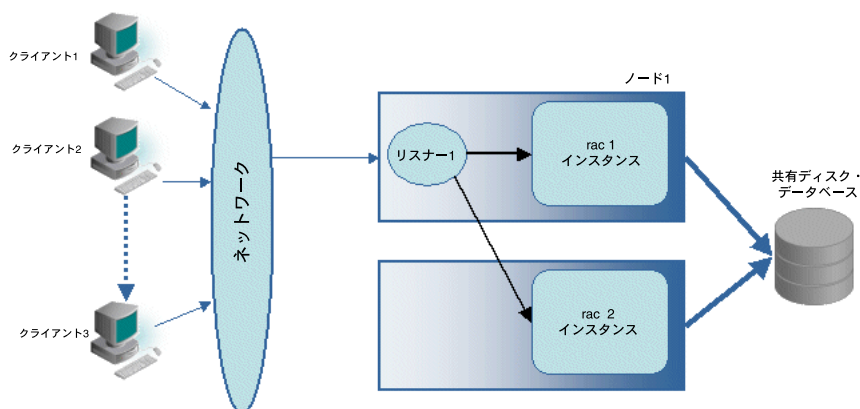 クライアント1
クライアント2
クライアント3
ネットワーク
ノード1
リスナー1
rac 1
インスタンス
rac 2
インスタンス
共有ディスク・
データベース